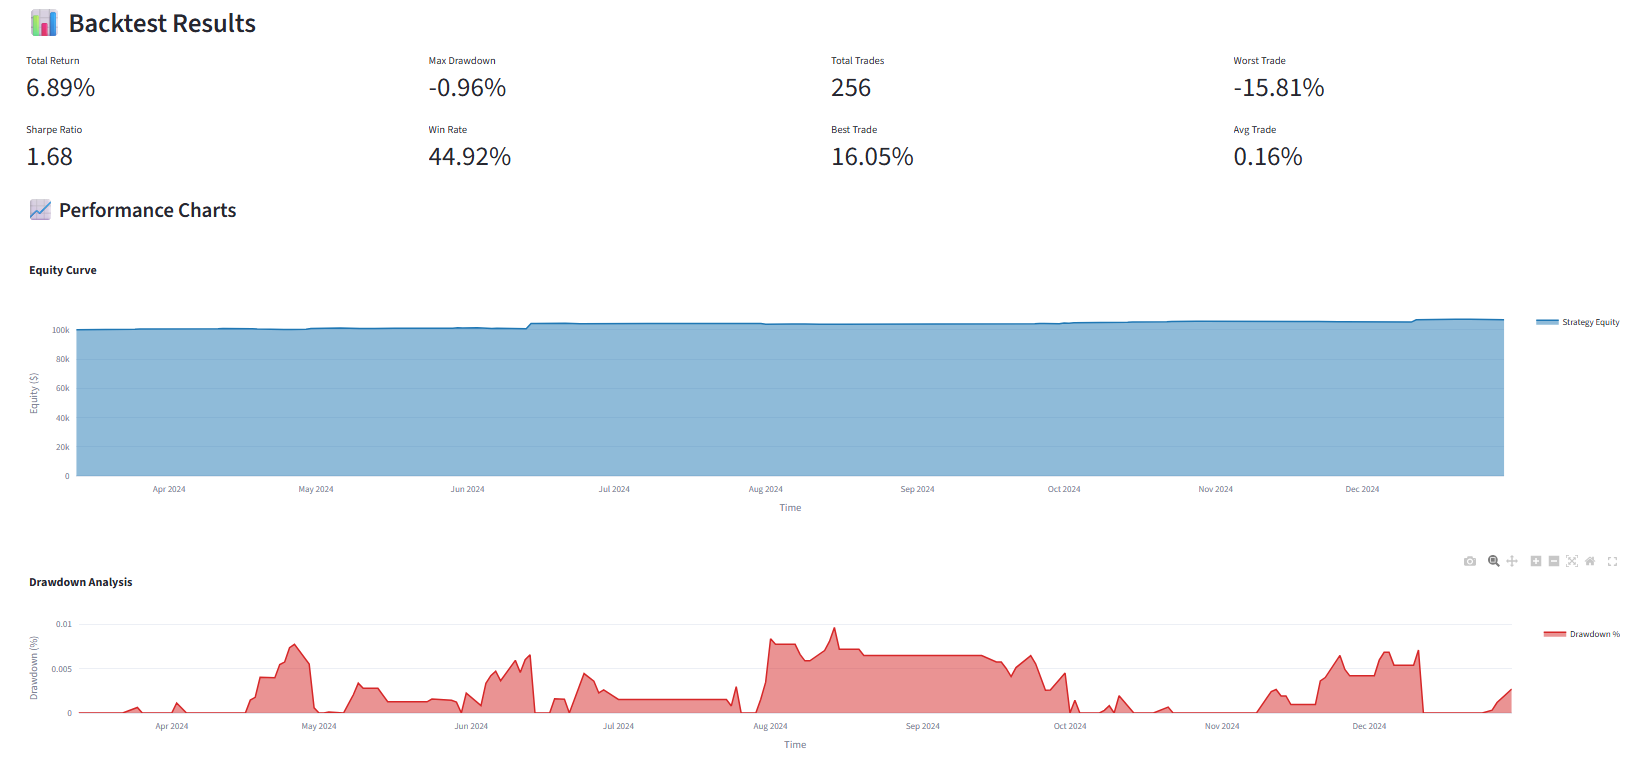 Backtest Results
Total Return
Max Drawdown
Total Trades
Worst Trade
6.89%
-0.96%
256
-15.81%
Sharpe Ratio
Win Rate
Best Trade
Avg Trade
1.68
44.92%
16.05%
0.16%
Performance Charts
Equity Curve
Equity ($)
100k
80k
60k
40k
20k
0
Strategy Equity
Apr 2024
May 2024
Jun 2024
Jul 2024
Aug 2024
Sep 2024
Oct 2024
Nov 2024
Dec 2024
Time
Drawdown Analysis
Drawdown (%)
0.01
0.005
0
Drawdown %
Apr 2024
May 2024
Jun 2024
Jul 2024
Aug 2024
Sep 2024
Oct 2024
Nov 2024
Dec 2024
Time